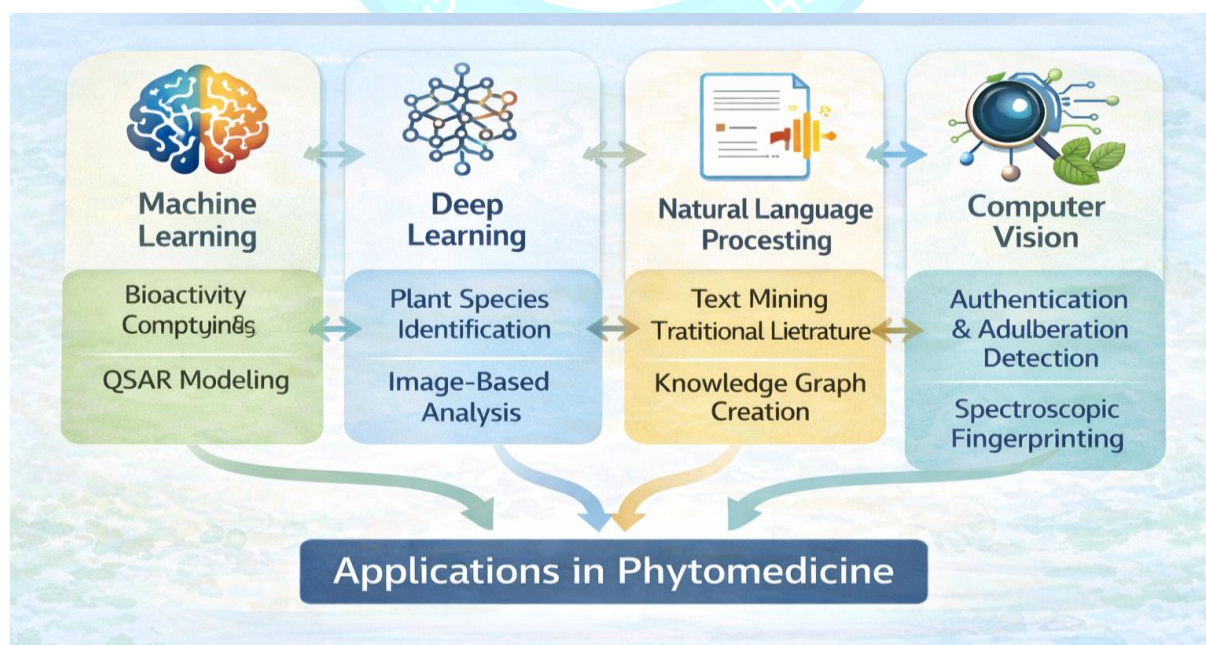 Machine
Learning
Bioactivity
QSAR Modeling
Deep
Learning
Plant Species
Identification
Image-Based
Analysis
Natural Language
Processting
Text Mining
Tratitional Lietrature
Knowledge Graph
Creation
Computer
Vision
Authentication
& Adulberation
Detection
Spectroscopic
Fingerprinting
Applications in Phytomedicine